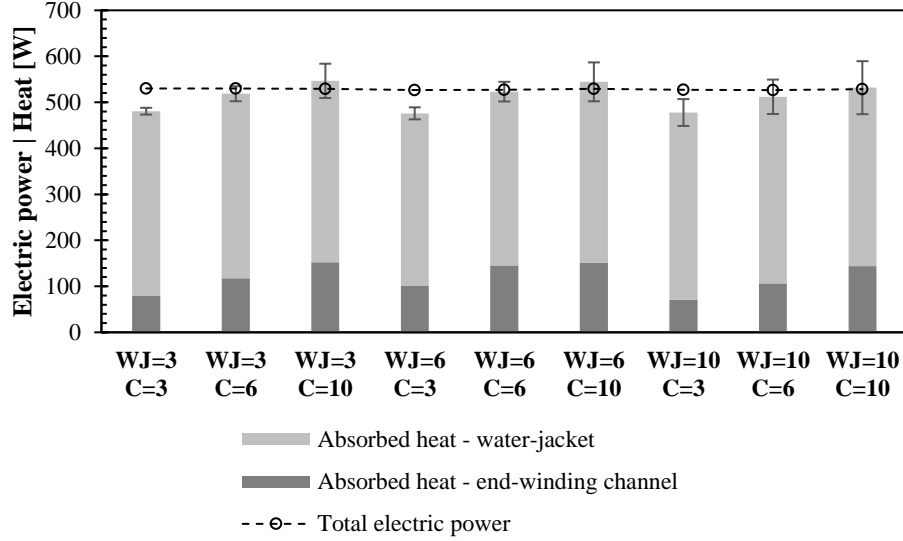 Electric power | Heat [W]
700
600
500
400
300
200
100
0
WJ=3 WJ=3 WJ=3 WJ=6 WJ=6 WJ=6 WJ=10 WJ=10 WJ=10
C=3 C=6 C=10 C=3 C=6 C=10 C=3 C=6 C=10
Absorbed heat - water-jacket
Absorbed heat - end-winding channel
Total electric power